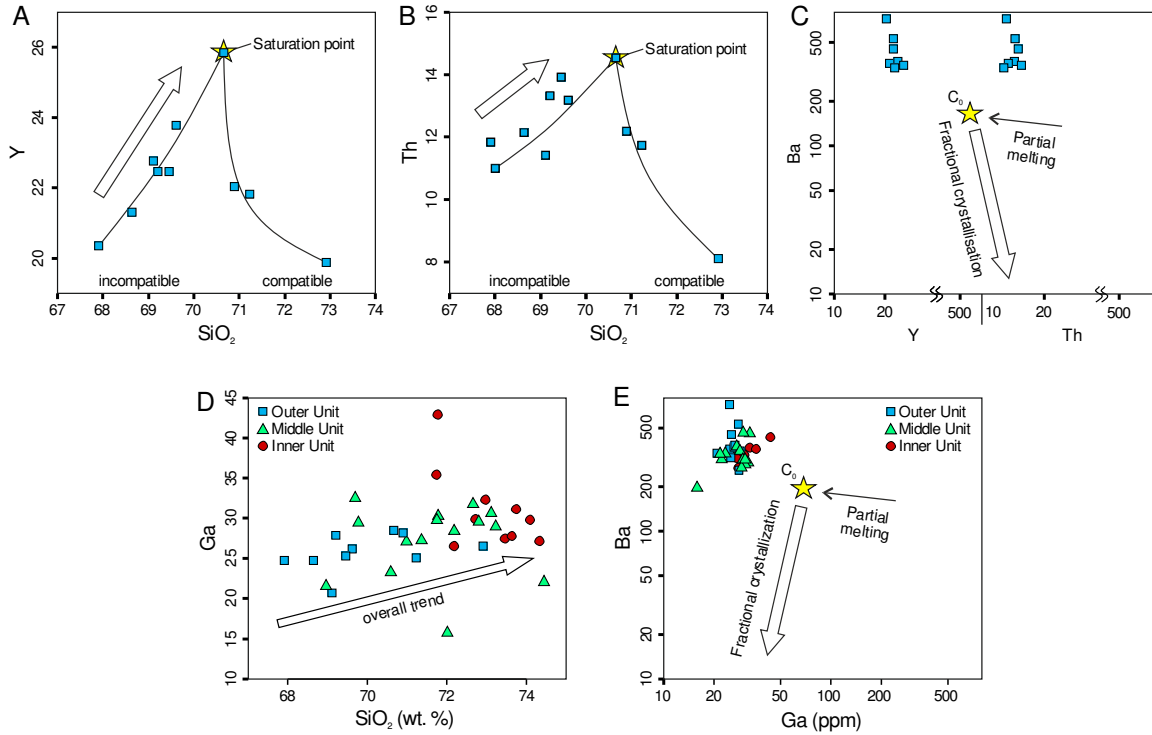 A
Y
26
24
22
20
Saturation point
incompatible
compatible
67 68 69 70 71 72 73 74
SiO2
B
Th
16
14
12
10
8
Saturation point
incompatible
compatible
67 68 69 70 71 72 73 74
SiO2
C
Ba
500
200
100
50
20
10
C0
Partial
melting
Fractional crystallisation
10 20 500 10 20 500
Y Th
D
Ga
45
40
35
30
25
20
15
10
Outer Unit
Middle Unit
Inner Unit
overall trend
68 70 72 74
SiO2 (wt. %)
E
Ba
500
200
100
50
20
10
Outer Unit
Middle Unit
Inner Unit
C0
Partial
melting
Fractional crystallization
10 20 50 100 200 500
Ga (ppm)